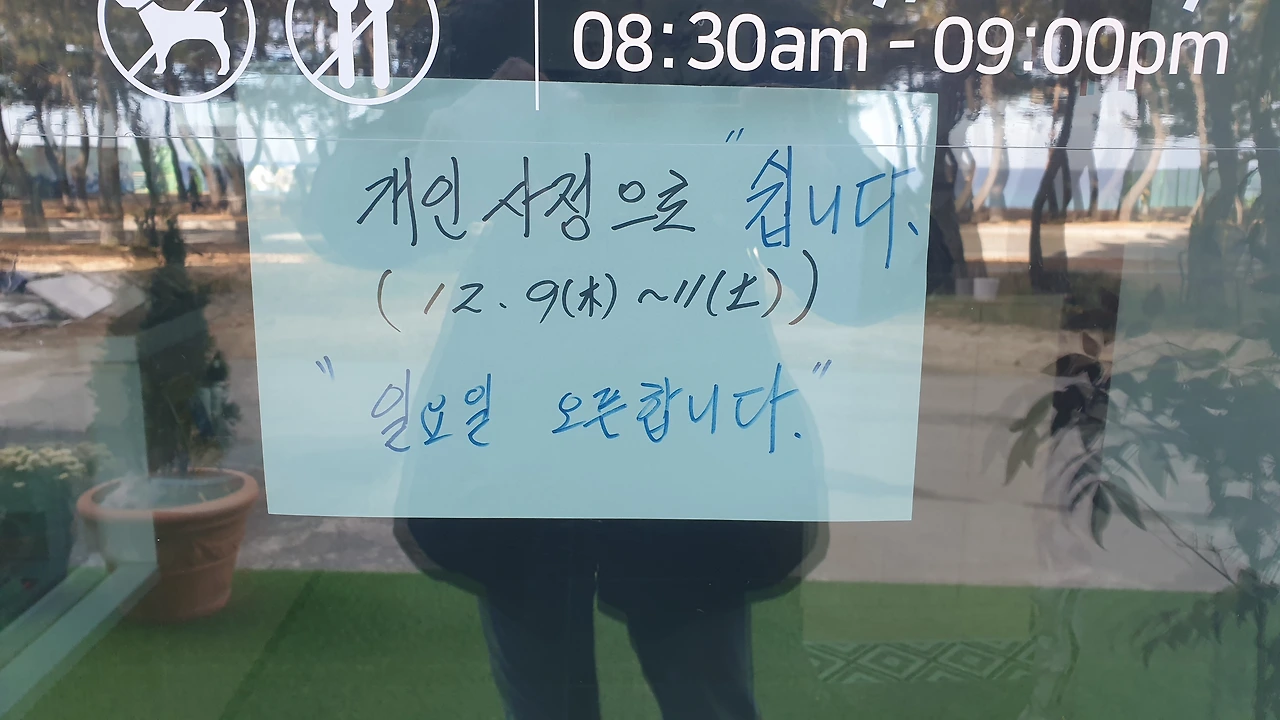 08:30am - 09:00pm
개인 사정으로 "쉽니다.
( 12. 9(木) ~11(土) )
" 일요일 오픈합니다."